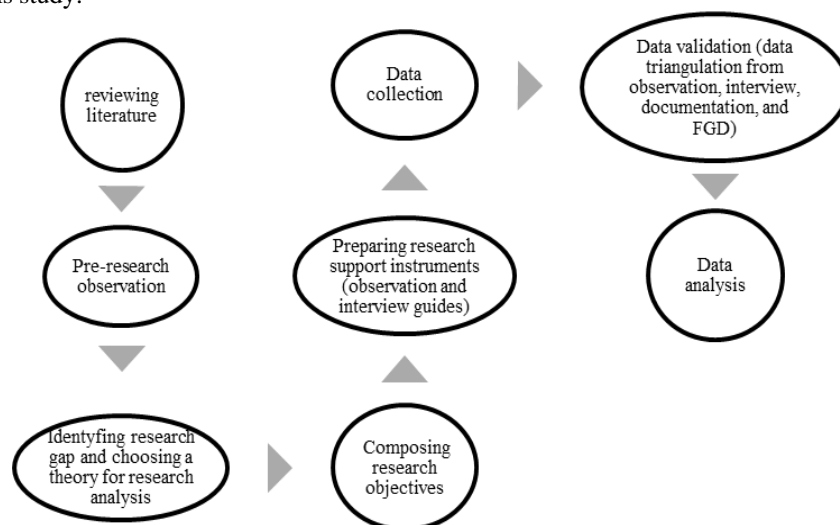 is study.
reviewing
literature
Pre-research
observation
Identyfing research
gap and choosing a
theory for research
analysis
Composing
research
objectives
Preparing research
support instruments
(observation and
interview guides)
Data
collection
Data validation (data
triangulation from
observation, interview,
documentation, and
FGD)
Data
analysis